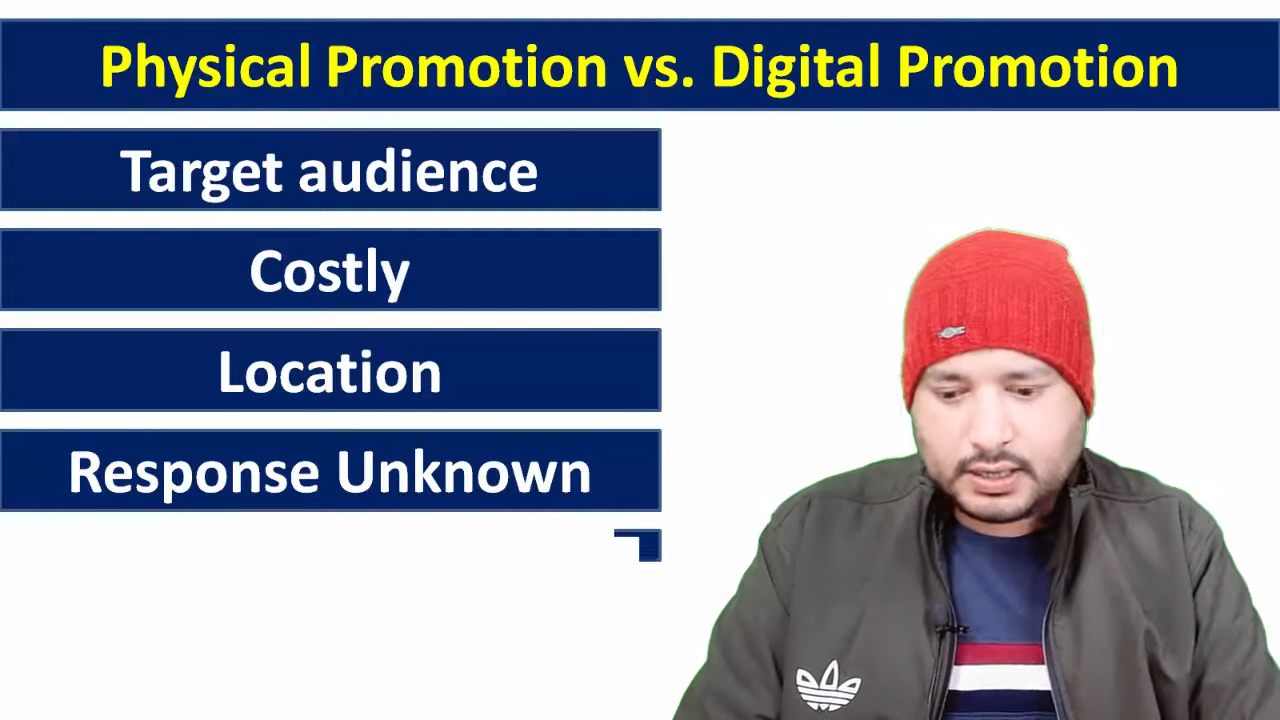 Physical Promotion vs. Digital Promotion
Target audience
Costly
Location
Response Unknown